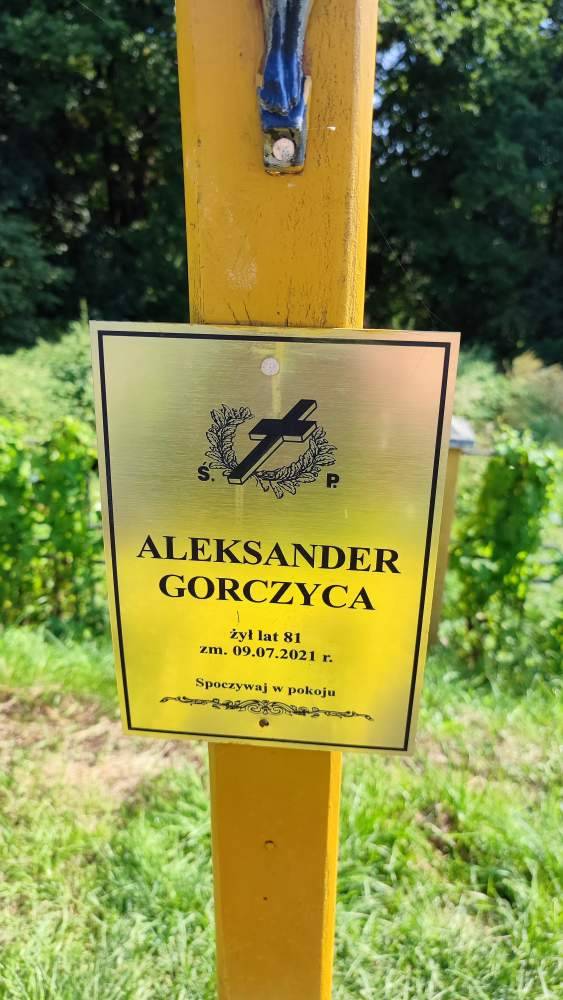 Ś. P.
ALEKSANDER
GORCZYCA
żył lat 81
zm. 09.07.2021 r.
Spoczywaj w pokoju